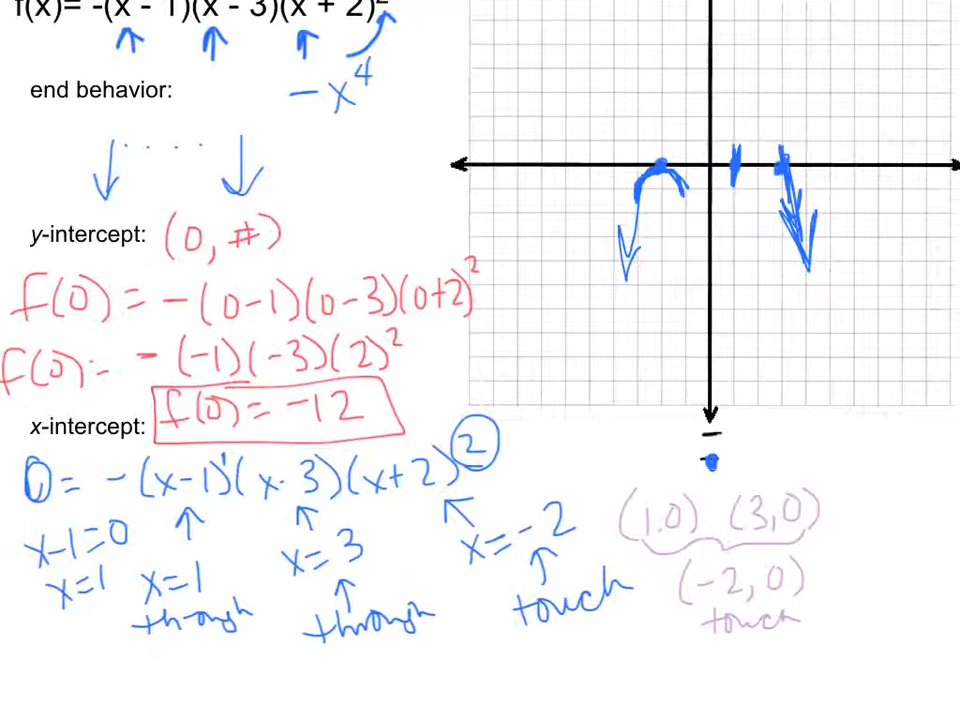 f(x)= -(x - 1)(x - 3)(x + 2)²
- x⁴
end behavior:
y-intercept: (0, #)
f(0) = -(0-1)(0-3)(0+2)²
f(0)= -(-1)(-3)(2)²
f(0) = -12
x-intercept:
0= -(x-1)¹(x-3)(x+2)²
x-1=0
x=1
x=1
through
x=3
through
x=-2
touch
(1.0) (3,0)
(-2,0)
touch